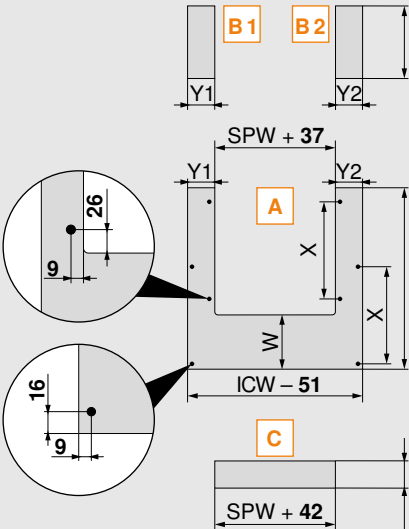 B1 B2
Y1 Y2
SPW + 37
Y1 Y2
A
26
9
X
X
W
16
9
ICW – 51
C
SPW + 42